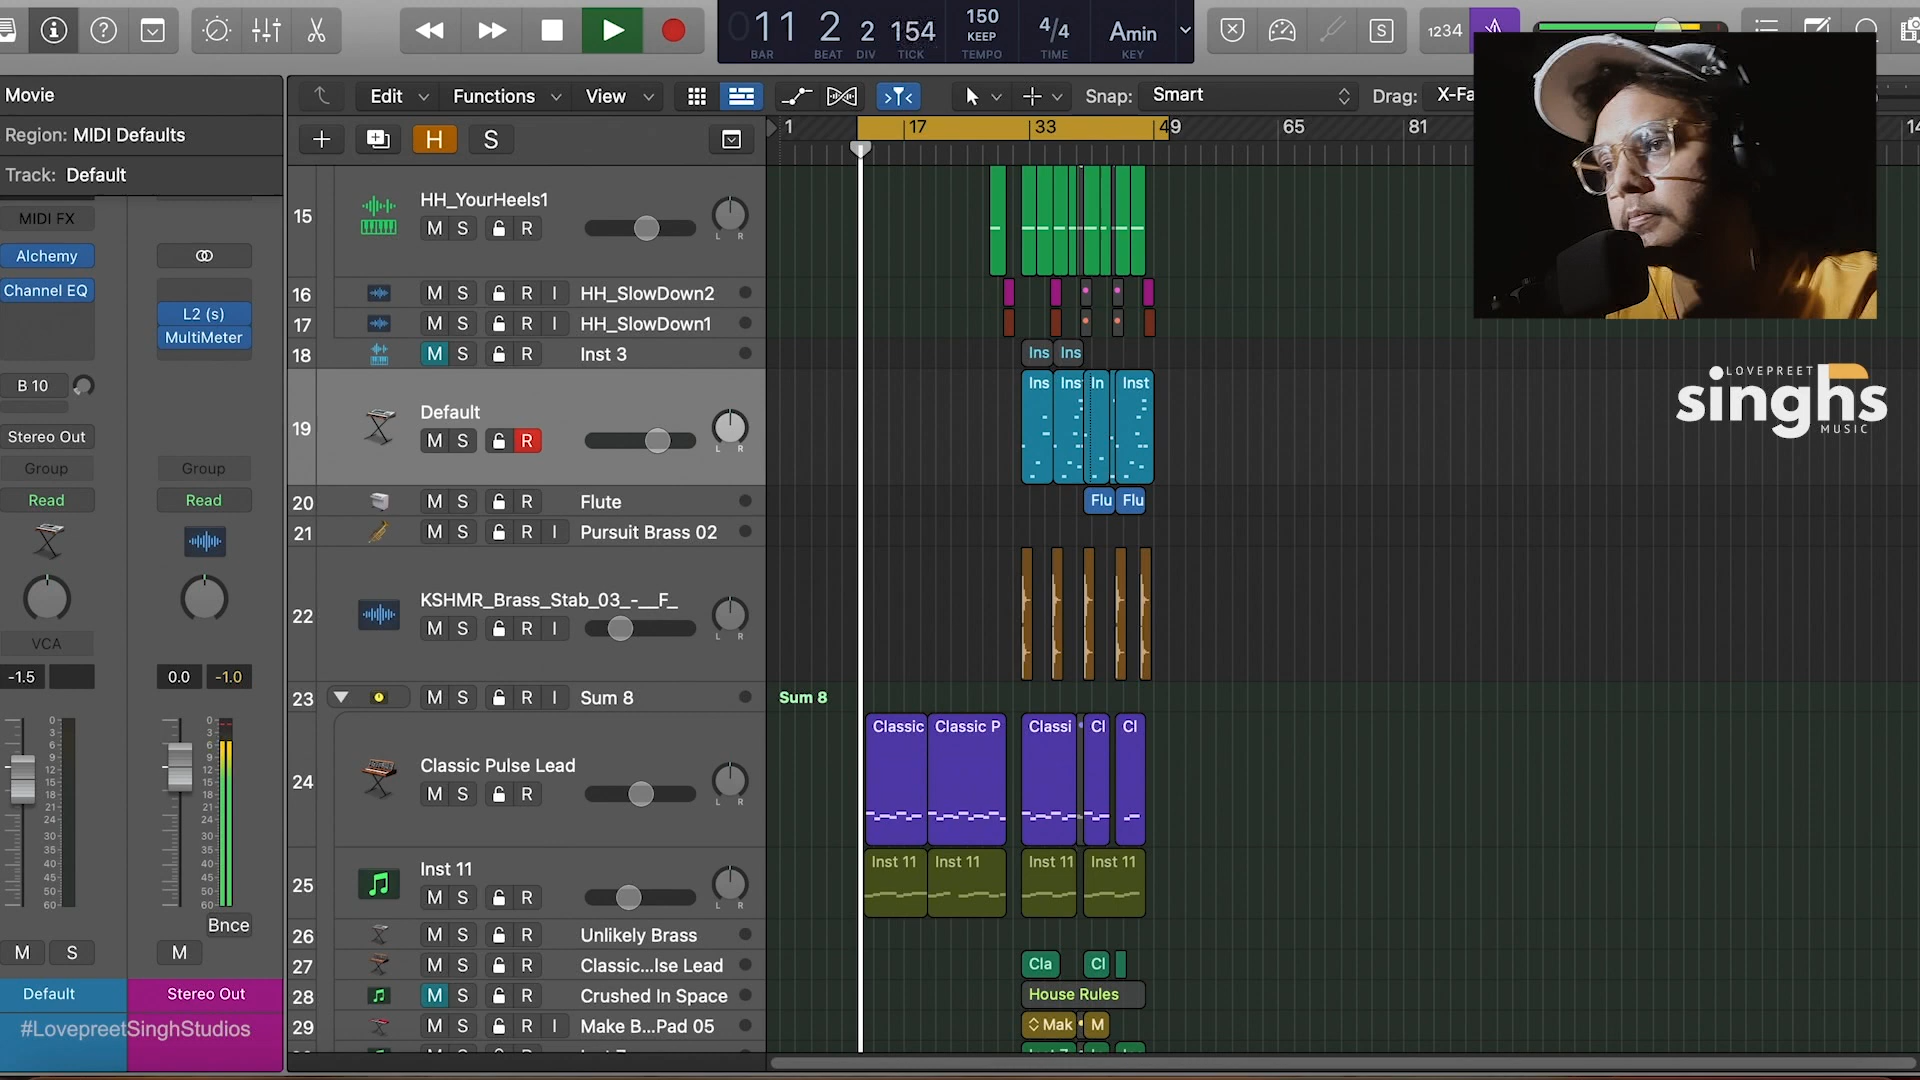 11 2 2 154
BAR BEAT DIV TICK
150
KEEP
TEMPO
4/4
TIME
Amin
KEY
S
1234
Movie
Region: MIDI Defaults
Track: Default
Edit Functions View
Snap: Smart
Drag: X-Fa
H S
1 17 33 49 65 81
MIDI FX
Alchemy
Channel EQ
L2 (s)
MultiMeter
B 10
Stereo Out
Group Group
Read Read
VCA
-1.5 0.0 -1.0
Bnce
M S M
Default Stereo Out
#LovepreetSinghStudios
15 HH_YourHeels1
M S R
L R
16 M S R I HH_SlowDown2
17 M S R I HH_SlowDown1
18 M S R Inst 3
Ins Ins
19 Default
M S R
L R
Ins Inst In Inst
20 M S R Flute
Flu Flu
21 M S R I Pursuit Brass 02
22 KSHMR_Brass_Stab_03_-__F_
M S R I
L R
23 M S R I Sum 8
Sum 8
24 Classic Pulse Lead
M S R
L R
Classic Classic P Classi Cl Cl
25 Inst 11
M S R
L R
Inst 11 Inst 11 Inst 11 Inst 11
26 M S R Unlikely Brass
27 M S R Classic...lse Lead
Cla Cl
28 M S R Crushed In Space
House Rules
29 M S R I Make B...Pad 05
Mak M
LOVEPREET
singhs
MUSIC